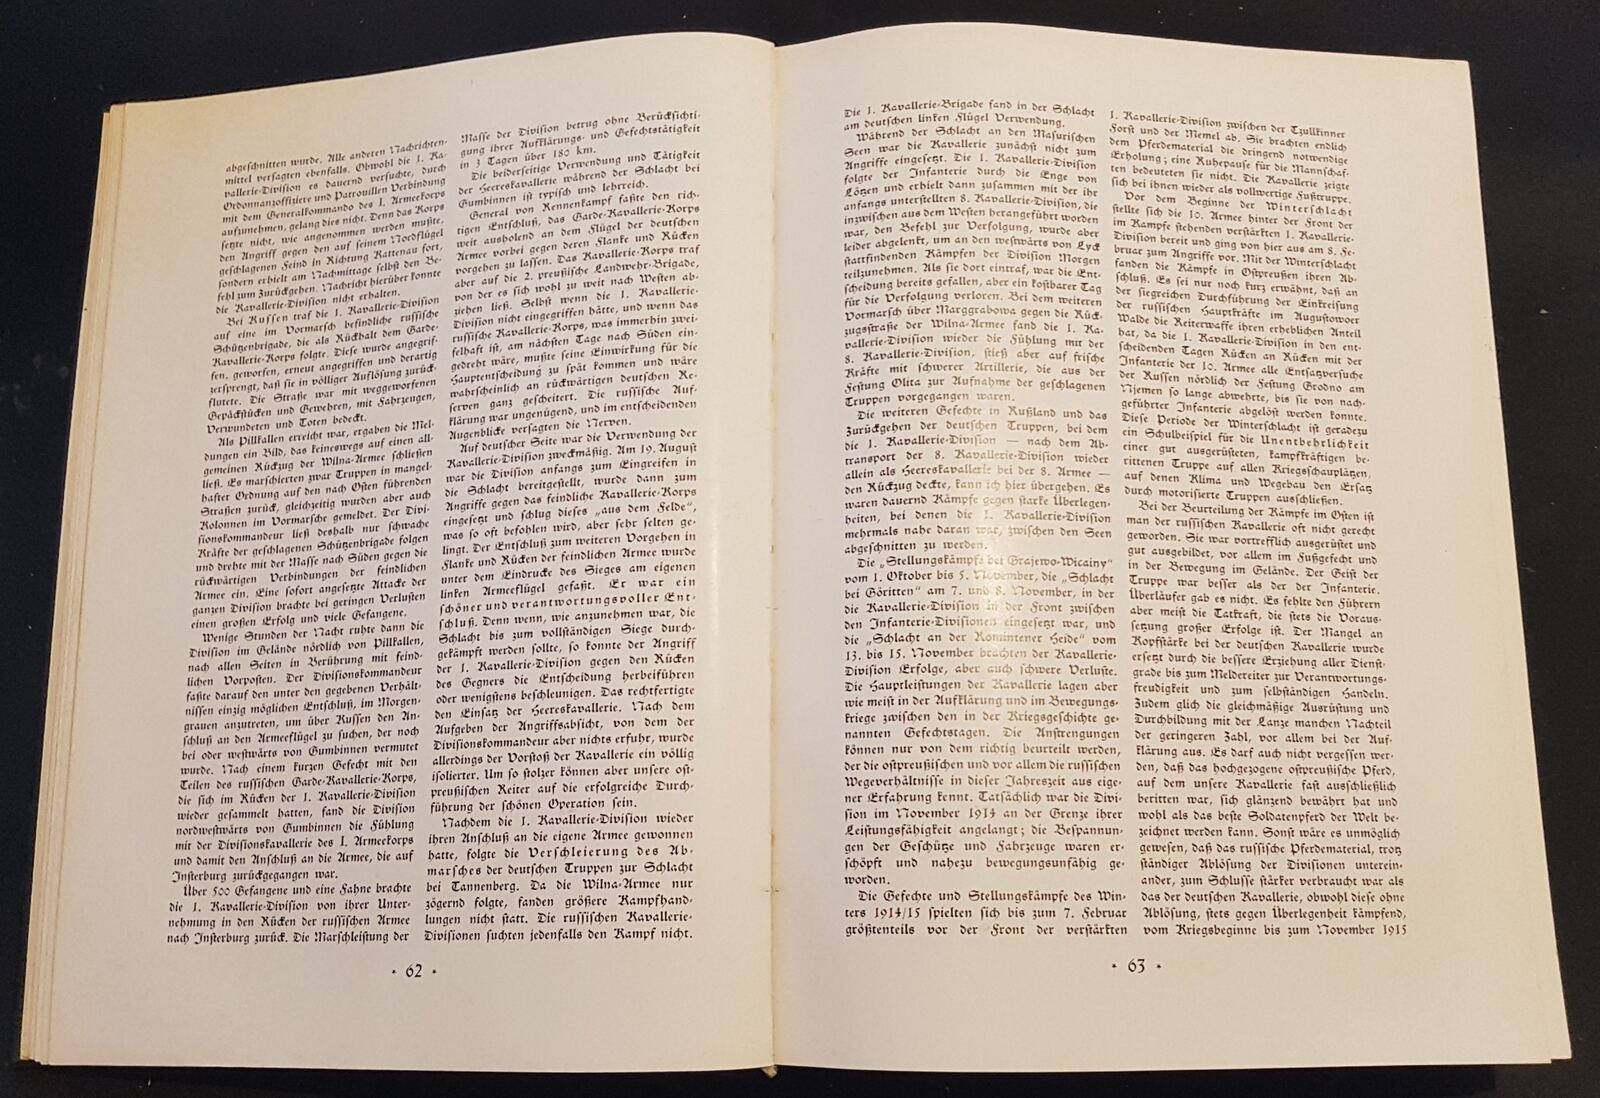 abgeschnitten wurde. Alle anderen Nachrichten-
mittel versagten ebenfalls. Obwohl die 1. Ka-
vallerie-Division es dauernd versuchte, durch
Ordonnanzoffiziere und Patrouillen Verbindung
mit dem Generalkommando des I. Armeekorps
aufzunehmen, gelang dies nicht. Denn das Korps
setzte nicht, wie angenommen werden mußte,
den Angriff gegen den auf seinem Nordflügel
geschlagenen Feind in Richtung Kattenau fort,
sondern erhielt am Nachmittage selbst den Be-
fehl zum Zurückgehen. Nachricht hierüber konnte
die Kavallerie-Division nicht erhalten.
Bei Kussen traf die 1. Kavallerie-Division
auf eine im Vormarsch befindliche russische
Schützenbrigade, die als Rückhalt dem Garde-
Kavallerie-Korps folgte. Diese wurde angegrif-
fen, geworfen, erneut angegriffen und derartig
zersprengt, daß sie in völliger Auflösung zurück-
flutete. Die Straße war mit weggeworfenen
Gepäckstücken und Gewehren, mit Fahrzeugen,
Verwundeten und Toten bedeckt.
Als Pillkallen erreicht war, ergaben die Mel-
dungen ein Bild, das keineswegs auf einen all-
gemeinen Rückzug der Wilna-Armee schließen
ließ. Es marschierten zwar Truppen in mangel-
hafter Ordnung auf den nach Osten führenden
Straßen zurück, gleichzeitig wurden aber auch
Kolonnen im Vormarsche gemeldet. Der Divi-
sionskommandeur ließ deshalb nur schwache
Kräfte der geschlagenen Schützenbrigade folgen
und drehte mit der Masse nach Süden gegen die
rückwärtigen Verbindungen der feindlichen
Armee ein. Eine sofort angesetzte Attacke der
ganzen Division brachte bei geringen Verlusten
einen großen Erfolg und viele Gefangene.
Wenige Stunden der Nacht ruhte dann die
Division im Gelände nördlich von Pillkallen,
nach allen Seiten in Berührung mit feind-
lichen Vorposten. Der Divisionskommandeur
faßte darauf den unter den gegebenen Verhält-
nissen einzig möglichen Entschluß, im Morgen-
grauen anzutreten, um über Kussen den An-
schluß an den Armeeflügel zu suchen, der noch
bei oder westwärts von Gumbinnen vermutet
wurde. Nach einem kurzen Gefecht mit den
Teilen des russischen Garde-Kavallerie-Korps,
die sich im Rücken der 1. Kavallerie-Division
wieder gesammelt hatten, fand die Division
nordwestwärts von Gumbinnen die Fühlung
mit der Divisionskavallerie des I. Armeekorps
und damit den Anschluß an die Armee, die auf
Insterburg zurückgegangen war.
Über 500 Gefangene und eine Fahne brachte
die 1. Kavallerie-Division von ihrer Unter-
nehmung in den Rücken der russischen Armee
nach Insterburg zurück. Die Marschleistung der
Masse der Division betrug ohne Berücksichti-
gung ihrer Aufklärungs- und Gefechtstätigkeit
in 3 Tagen über 180 km.
Die beiderseitige Verwendung und Tätigkeit
der Heereskavallerie während der Schlacht bei
Gumbinnen ist typisch und lehrreich.
General von Rennenkampf faßte den rich-
tigen Entschluß, das Garde-Kavallerie-Korps
weit ausholend an dem Flügel der deutschen
Armee vorbei gegen deren Flanke und Rücken
vorgehen zu lassen. Das Kavallerie-Korps traf
aber auf die 2. preußische Landwehr-Brigade,
von der es sich wohl zu weit nach Westen ab-
ziehen ließ. Selbst wenn die 1. Kavallerie-
Division nicht eingegriffen hätte, und wenn das
russische Kavallerie-Korps, was immerhin zwei-
felhaft ist, am nächsten Tage nach Süden ein-
gedreht wäre, mußte seine Einwirkung für die
Hauptentscheidung zu spät kommen und wäre
wahrscheinlich an rückwärtigen deutschen Re-
serven ganz gescheitert. Die russische Auf-
klärung war ungenügend, und im entscheidenden
Augenblicke versagten die Nerven.
Auf deutscher Seite war die Verwendung der
Kavallerie-Division zweckmäßig. Am 19. August
war die Division anfangs zum Eingreifen in
die Schlacht bereitgestellt, wurde dann zum
Angriffe gegen das feindliche Kavallerie-Korps
eingesetzt und schlug dieses „aus dem Felde“,
was so oft befohlen wird, aber sehr selten ge-
lingt. Der Entschluß zum weiteren Vorgehen in
Flanke und Rücken der feindlichen Armee wurde
unter dem Eindrucke des Sieges am eigenen
linken Armeeflügel gefaßt. Er war ein
schöner und verantwortungsvoller Ent-
schluß. Denn wenn, wie anzunehmen war, die
Schlacht bis zum vollständigen Siege durch-
gekämpft werden sollte, so konnte der Angriff
der 1. Kavallerie-Division gegen den Rücken
des Gegners die Entscheidung herbeiführen
oder wenigstens beschleunigen. Das rechtfertigte
den Einsatz der Heereskavallerie. Nach dem
Aufgeben der Angriffsabsicht, von dem der
Divisionskommandeur aber nichts erfuhr, wurde
allerdings der Vorstoß der Kavallerie ein völlig
isolierter. Um so stolzer können aber unsere ost-
preußischen Reiter auf die erfolgreiche Durch-
führung der schönen Operation sein.
Nachdem die 1. Kavallerie-Division wieder
ihren Anschluß an die eigene Armee gewonnen
hatte, folgte die Verschleierung des Ab-
marsches der deutschen Truppen zur Schlacht
bei Tannenberg. Da die Wilna-Armee nur
zögernd folgte, fanden größere Kampfhand-
lungen nicht statt. Die russischen Kavallerie-
Divisionen suchten jedenfalls den Kampf nicht.
• 62 •
Die 1. Kavallerie-Brigade fand in der Schlacht
am deutschen linken Flügel Verwendung.
Während der Schlacht an den Masurischen
Seen war die Kavallerie zunächst nicht zum
Angriffe eingesetzt. Die 1. Kavallerie-Division
folgte der Infanterie durch die Enge von
Lötzen und erhielt dann zusammen mit der ihr
anfangs unterstellten 8. Kavallerie-Division, die
inzwischen aus dem Westen herangeführt worden
war, den Befehl zur Verfolgung, wurde aber
leider abgelenkt, um an den westwärts von Lyck
stattfindenden Kämpfen der Division Morgen
teilzunehmen. Als sie dort eintraf, war die Ent-
scheidung bereits gefallen, aber ein kostbarer Tag
für die Verfolgung verloren. Bei dem weiteren
Vormarsch über Marggrabowa gegen die Rück-
zugsstraße der Wilna-Armee fand die 1. Ka-
vallerie-Division wieder die Fühlung mit der
8. Kavallerie-Division, stieß aber auf frische
Kräfte mit schwerer Artillerie, die aus der
Festung Olita zur Aufnahme der geschlagenen
Truppen vorgegangen waren.
Die weiteren Gefechte in Rußland und das
Zurückgehen der deutschen Truppen, bei dem
die 1. Kavallerie-Division — nach dem Ab-
transport der 8. Kavallerie-Division wieder
allein als Heereskavallerie bei der 8. Armee —
den Rückzug deckte, kann ich hier übergehen. Es
waren dauernd Kämpfe gegen starke Überlegen-
heiten, bei denen die 1. Kavallerie-Division
mehrmals nahe daran war, zwischen den Seen
abgeschnitten zu werden.
Die „Stellungskämpfe bei Grajewo-Wicainy“
vom 1. Oktober bis 5. November, die „Schlacht
bei Göritten“ am 7. und 8. November, in der
die Kavallerie-Division in der Front zwischen
den Infanterie-Divisionen eingesetzt war, und
die „Schlacht an der Romintener Heide“ vom
13. bis 15. November brachten der Kavallerie-
Division Erfolge, aber auch schwere Verluste.
Die Hauptleistungen der Kavallerie lagen aber
wie meist in der Aufklärung und im Bewegungs-
kriege zwischen den in der Kriegsgeschichte ge-
nannten Gefechtstagen. Die Anstrengungen
können nur von dem richtig beurteilt werden,
der die ostpreußischen und vor allem die russischen
Wegeverhältnisse in dieser Jahreszeit aus eige-
ner Erfahrung kennt. Tatsächlich war die Divi-
sion im November 1914 an der Grenze ihrer
Leistungsfähigkeit angelangt; die Bespannun-
gen der Geschütze und Fahrzeuge waren er-
schöpft und nahezu bewegungsunfähig ge-
worden.
Die Gefechte und Stellungskämpfe des Win-
ters 1914/15 spielten sich bis zum 7. Februar
größtenteils vor der Front der verstärkten
1. Kavallerie-Division zwischen der Tzullkinner
Forst und der Memel ab. Sie brachten endlich
dem Pferdematerial die dringend notwendige
Erholung; eine Ruhepause für die Mannschaf-
ten bedeuteten sie nicht. Die Kavallerie zeigte
sich bei ihnen wieder als vollwertige Fußtruppe.
Vor dem Beginne der Winterschlacht
stellte sich die 10. Armee hinter der Front der
im Kampfe stehenden verstärkten 1. Kavallerie-
Division bereit und ging von hier aus am 8. Fe-
bruar zum Angriffe vor. Mit der Winterschlacht
fanden die Kämpfe in Ostpreußen ihren Ab-
schluß. Es sei nur noch kurz erwähnt, daß an
der siegreichen Durchführung der Einkreisung
der russischen Hauptkräfte im Augustowoer
Walde die Reiterwaffe ihren erheblichen Anteil
hat, da die 1. Kavallerie-Division in den ent-
scheidenden Tagen Rücken an Rücken mit der
Infanterie der 10. Armee alle Entsatzversuche
der Russen nördlich der Festung Grodno am
Njemen so lange abwehrte, bis sie von nach-
geführter Infanterie abgelöst werden konnte.
Diese Periode der Winterschlacht ist geradezu
ein Schulbeispiel für die Unentbehrlichkeit
einer gut ausgerüsteten, kampfkräftigen be-
rittenen Truppe auf allen Kriegsschauplätzen,
auf denen Klima und Wegebau den Ersatz
durch motorisierte Truppen ausschließen.
Bei der Beurteilung der Kämpfe im Osten ist
man der russischen Kavallerie oft nicht gerecht
geworden. Sie war vortrefflich ausgerüstet und
gut ausgebildet, vor allem im Fußgefecht und
in der Bewegung im Gelände. Der Geist der
Truppe war besser als der der Infanterie.
Überläufer gab es nicht. Es fehlte den Führern
aber meist die Tatkraft, die stets die Voraus-
setzung großer Erfolge ist. Der Mangel an
Kopfstärke bei der deutschen Kavallerie wurde
ersetzt durch die bessere Erziehung aller Dienst-
grade bis zum Meldereiter zur Verantwortungs-
freudigkeit und zum selbständigen Handeln.
Zudem glich die gleichmäßige Ausrüstung und
Durchbildung mit der Lanze manchen Nachteil
der geringeren Zahl, vor allem bei der Auf-
klärung aus. Es darf auch nicht vergessen wer-
den, daß das hochgezogene ostpreußische Pferd,
auf dem unsere Kavallerie fast ausschließlich
beritten war, sich glänzend bewährt hat und
wohl als das beste Soldatenpferd der Welt be-
zeichnet werden kann. Sonst wäre es unmöglich
gewesen, daß das russische Pferdematerial, trotz
ständiger Ablösung der Divisionen unterein-
ander, zum Schlusse stärker verbraucht war als
das der deutschen Kavallerie, obwohl diese ohne
Ablösung, stets gegen Überlegenheit kämpfend,
vom Kriegsbeginne bis zum November 1915
• 63 •